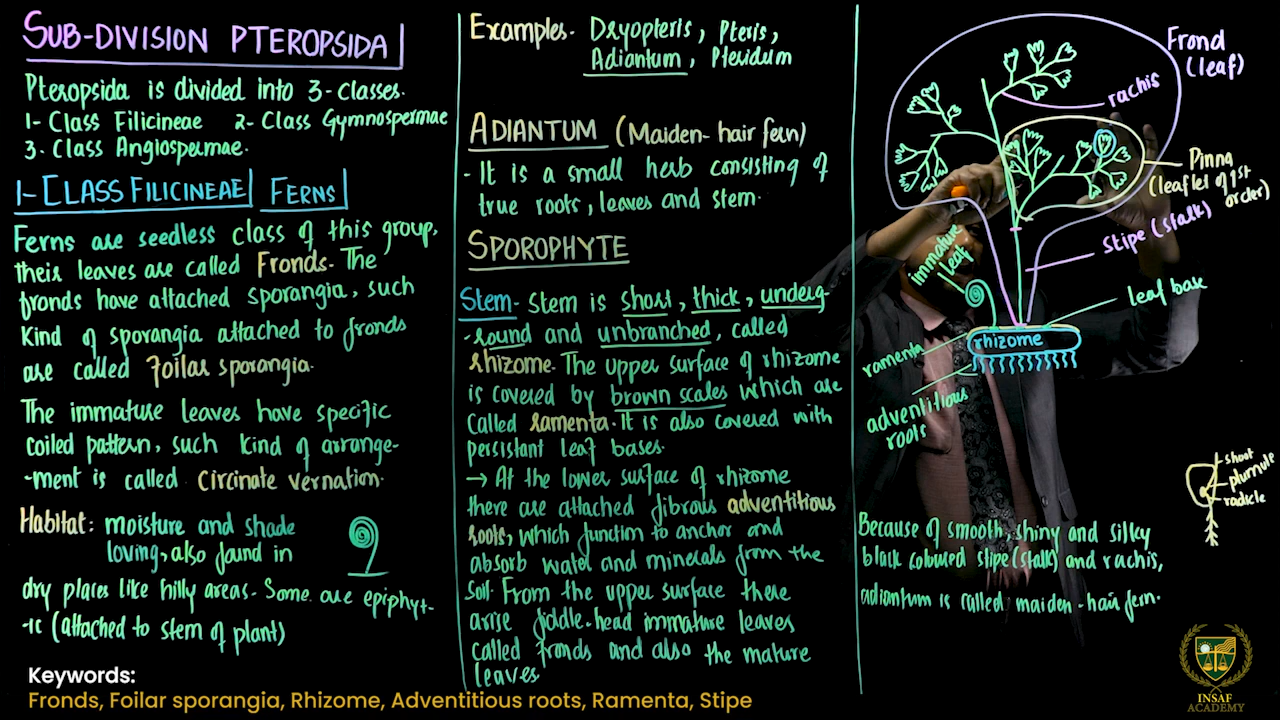 SUB-DIVISION PTEROPSIDA
Pteropsida is divided into 3-classes.
1- Class Filicineae 2- Class Gymnospermae
3. Class Angiospermae.
1-CLASS FILICINEAE FERNS
Ferns are seedless class of this group,
their leaves are called Fronds. The
fronds have attached sporangia, such
Kind of sporangia attached to fronds
are called Foilar sporangia.
The immature leaves have specific
coiled pattern, such kind of arrange-
-ment is called circinate vernation.
Habitat: moisture and shade
loving, also found in
dry places like hilly areas. Some are epiphyt-
-ic (attached to stem of plant)
Examples- Dryopteris, Pteris,
Adiantum, Pteridum
ADIANTUM (Maiden-hair fern)
- It is a small herb consisting of
true roots, leaves and stem.
SPOROPHYTE
Stem- Stem is short, thick, underg-
-round and unbranched, called
rhizome. The upper surface of rhizome
is covered by brown scales which are
called ramenta. It is also covered with
persistant leaf bases.
→ At the lower surface of rhizome
there are attached fibrous adventitious
roots, which function to anchor and
absorb water and minerals from the
soil. From the upper surface there
arise fiddle-head immature leaves
called fronds and also the mature
leaves.
Frond
(leaf)
rachis
Pinna
(leaflet of 1st
order)
stipe (stalk)
immature
leaf
leaf base
rhizome
ramenta
adventitious
roots
shoot
plumule
radicle
Because of smooth, shiny and silky
black coloured stipe (stalk) and rachis,
adiantum is called maiden-hair fern.
Keywords:
Fronds, Foilar sporangia, Rhizome, Adventitious roots, Ramenta, Stipe
INSAF
ACADEMY